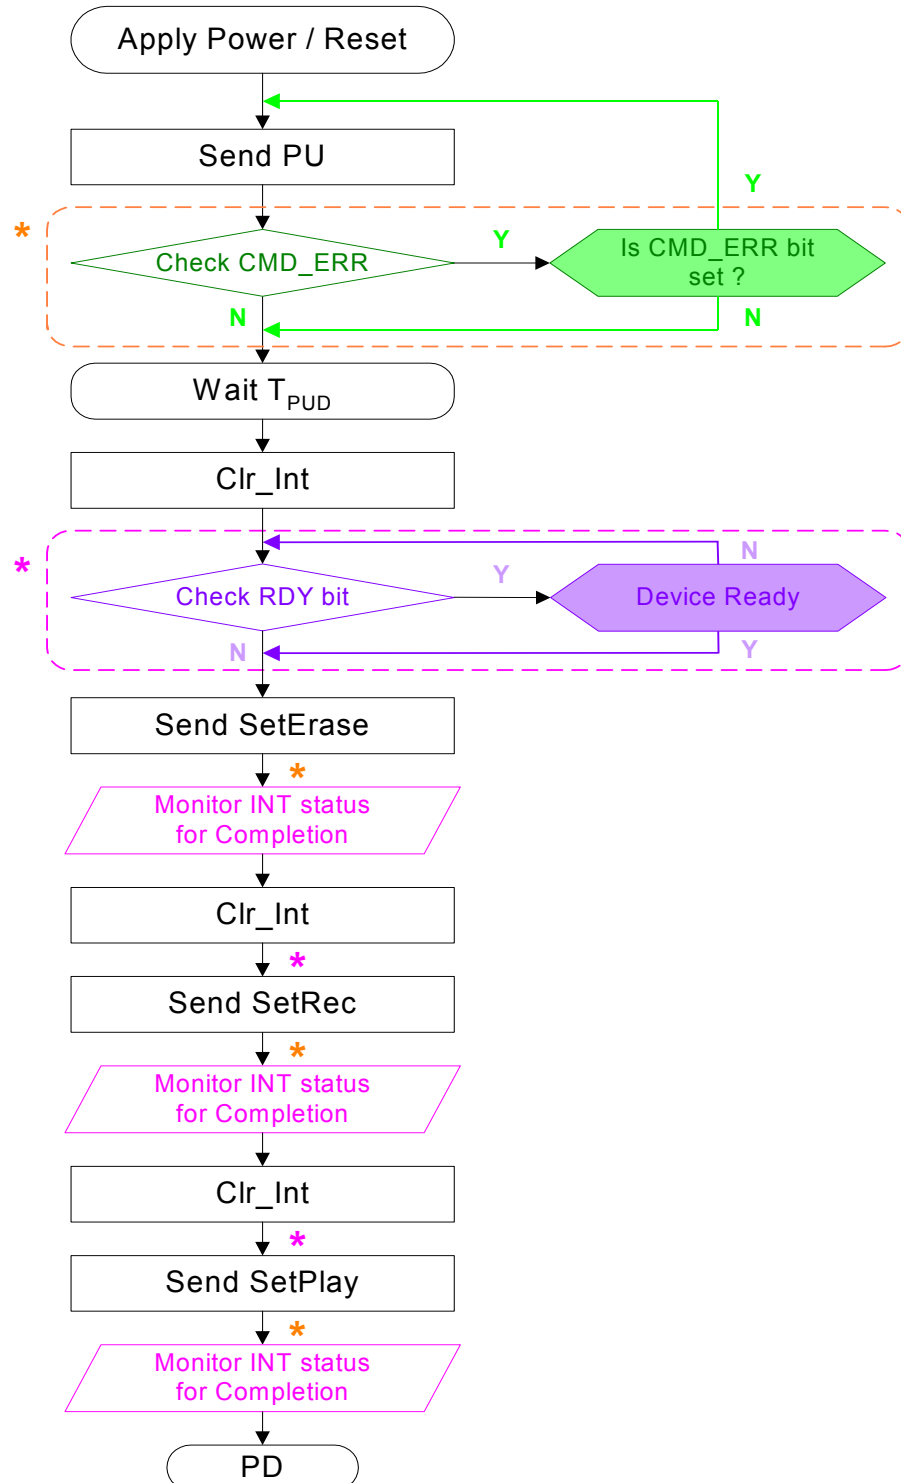 Apply Power / Reset
Send PU
Y
*
Check CMD_ERR
Y
Is CMD_ERR bit
set ?
N
N
Wait T_PUD
Clr_Int
*
N
Check RDY bit
Y
Device Ready
N
Y
Send SetErase
*
Monitor INT status
for Completion
Clr_Int
*
Send SetRec
*
Monitor INT status
for Completion
Clr_Int
*
Send SetPlay
*
Monitor INT status
for Completion
PD